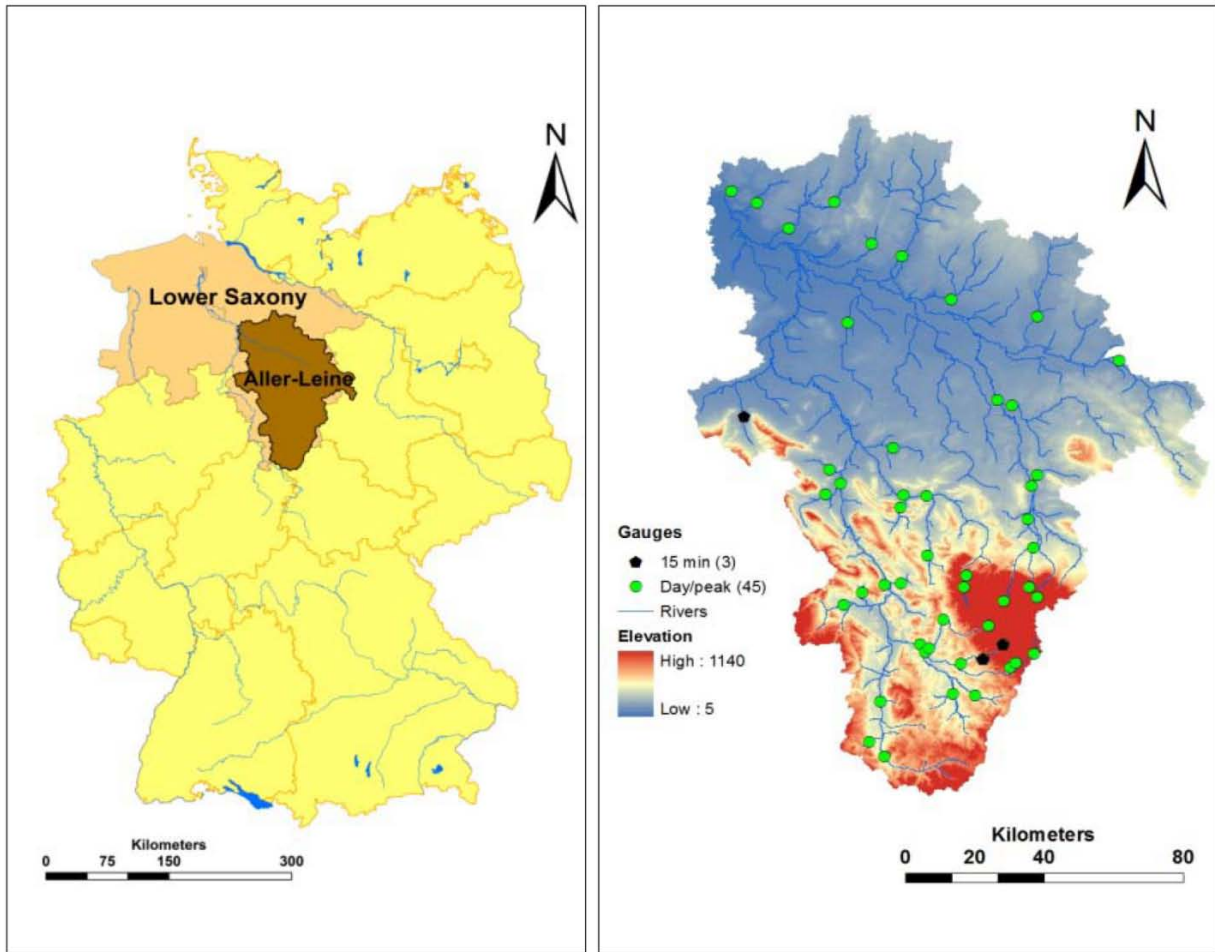 N
Lower Saxony
Aller-Leine
Kilometers
0 75 150 300
N
Gauges
15 min (3)
Day/peak (45)
Rivers
Elevation
High : 1140
Low : 5
Kilometers
0 20 40 80